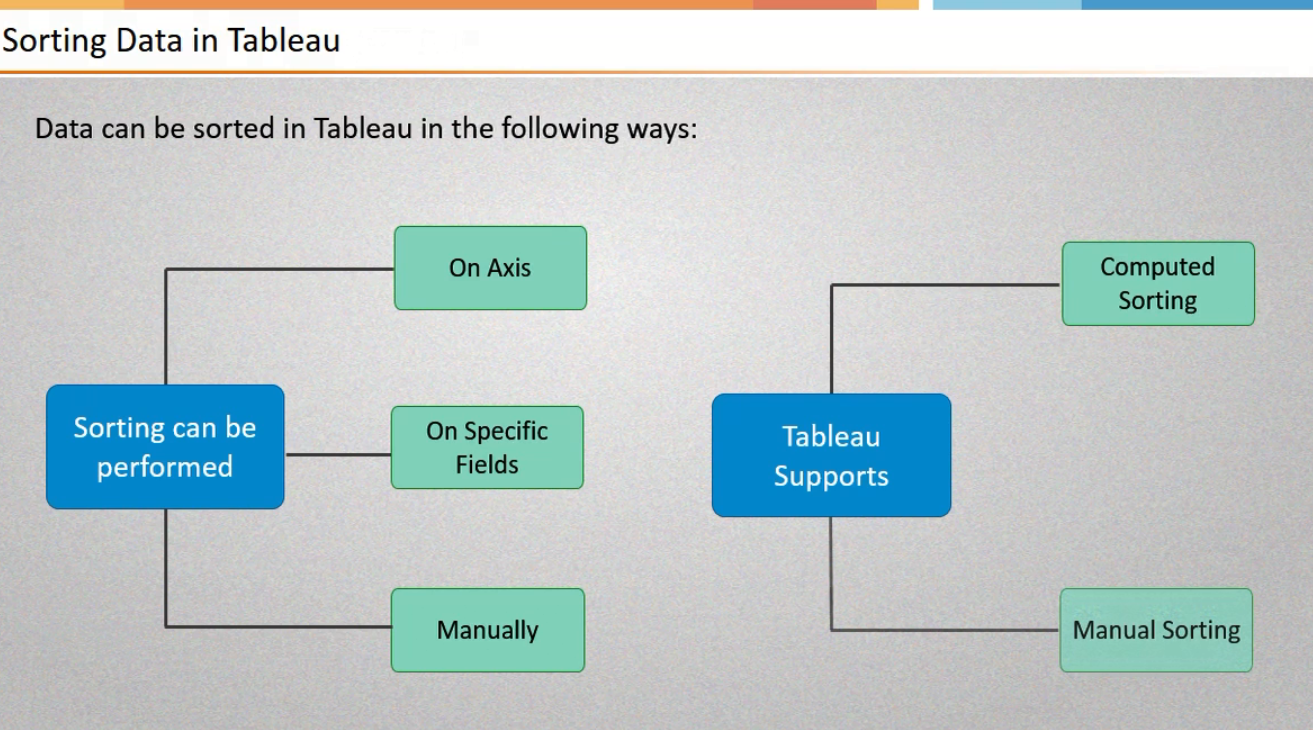 Sorting Data in Tableau
Data can be sorted in Tableau in the following ways:
On Axis
Sorting can be
performed
On Specific
Fields
Manually
Computed
Sorting
Tableau
Supports
Manual Sorting